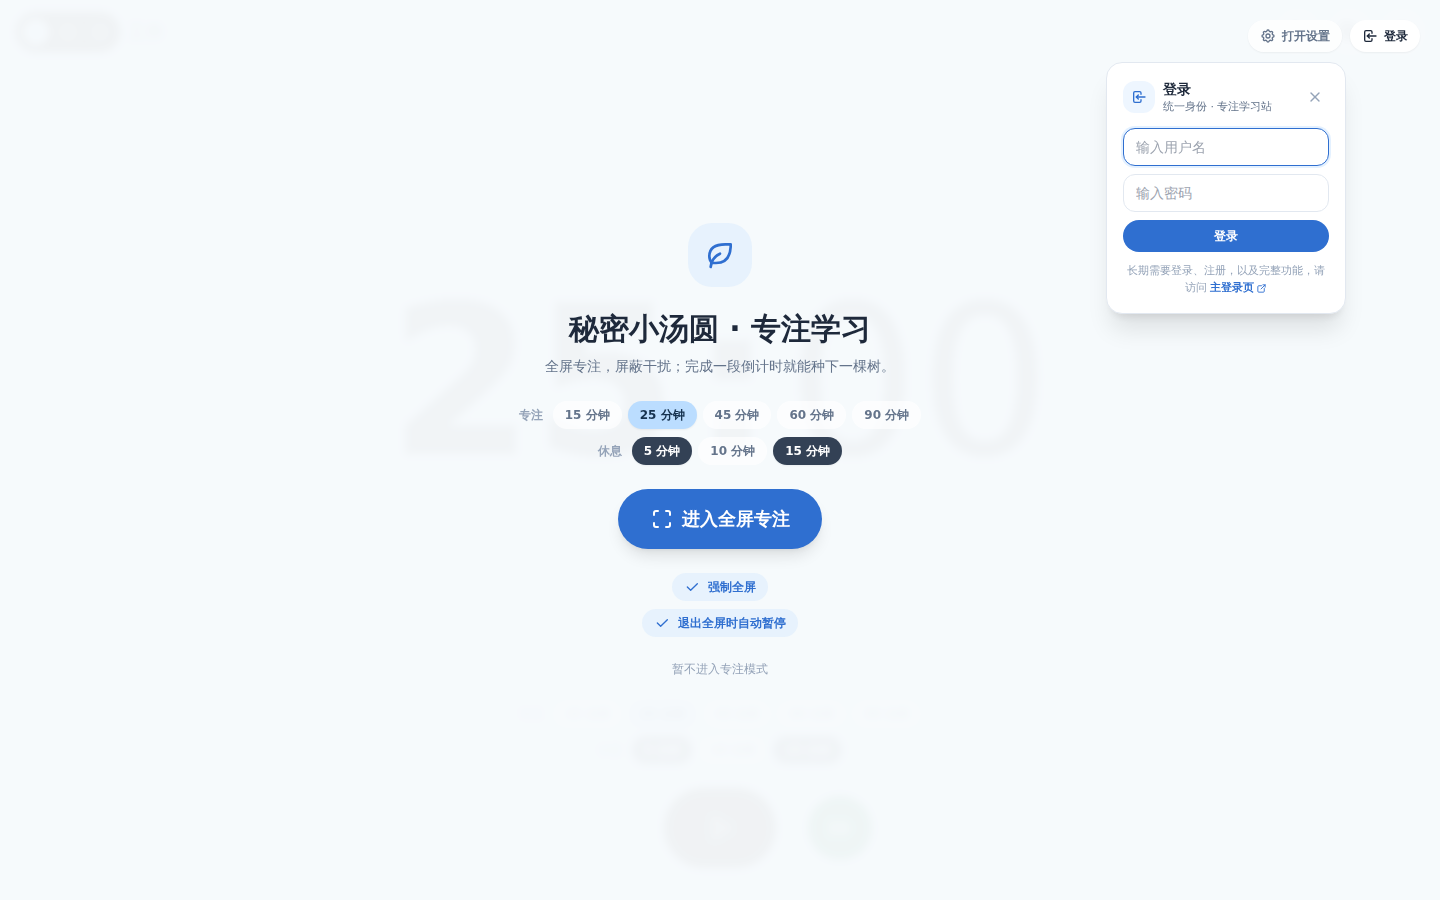 打开设置
登录
登录
统一身份 · 专注学习站
输入用户名
输入密码
登录
长期需要登录、注册，以及完整功能，请
访问 主登录页
秘密小汤圆 · 专注学习
全屏专注，屏蔽干扰；完成一段倒计时就能种下一棵树。
专注 15 分钟 25 分钟 45 分钟 60 分钟 90 分钟
休息 5 分钟 10 分钟 15 分钟
进入全屏专注
强制全屏
退出全屏时自动暂停
暂不进入专注模式